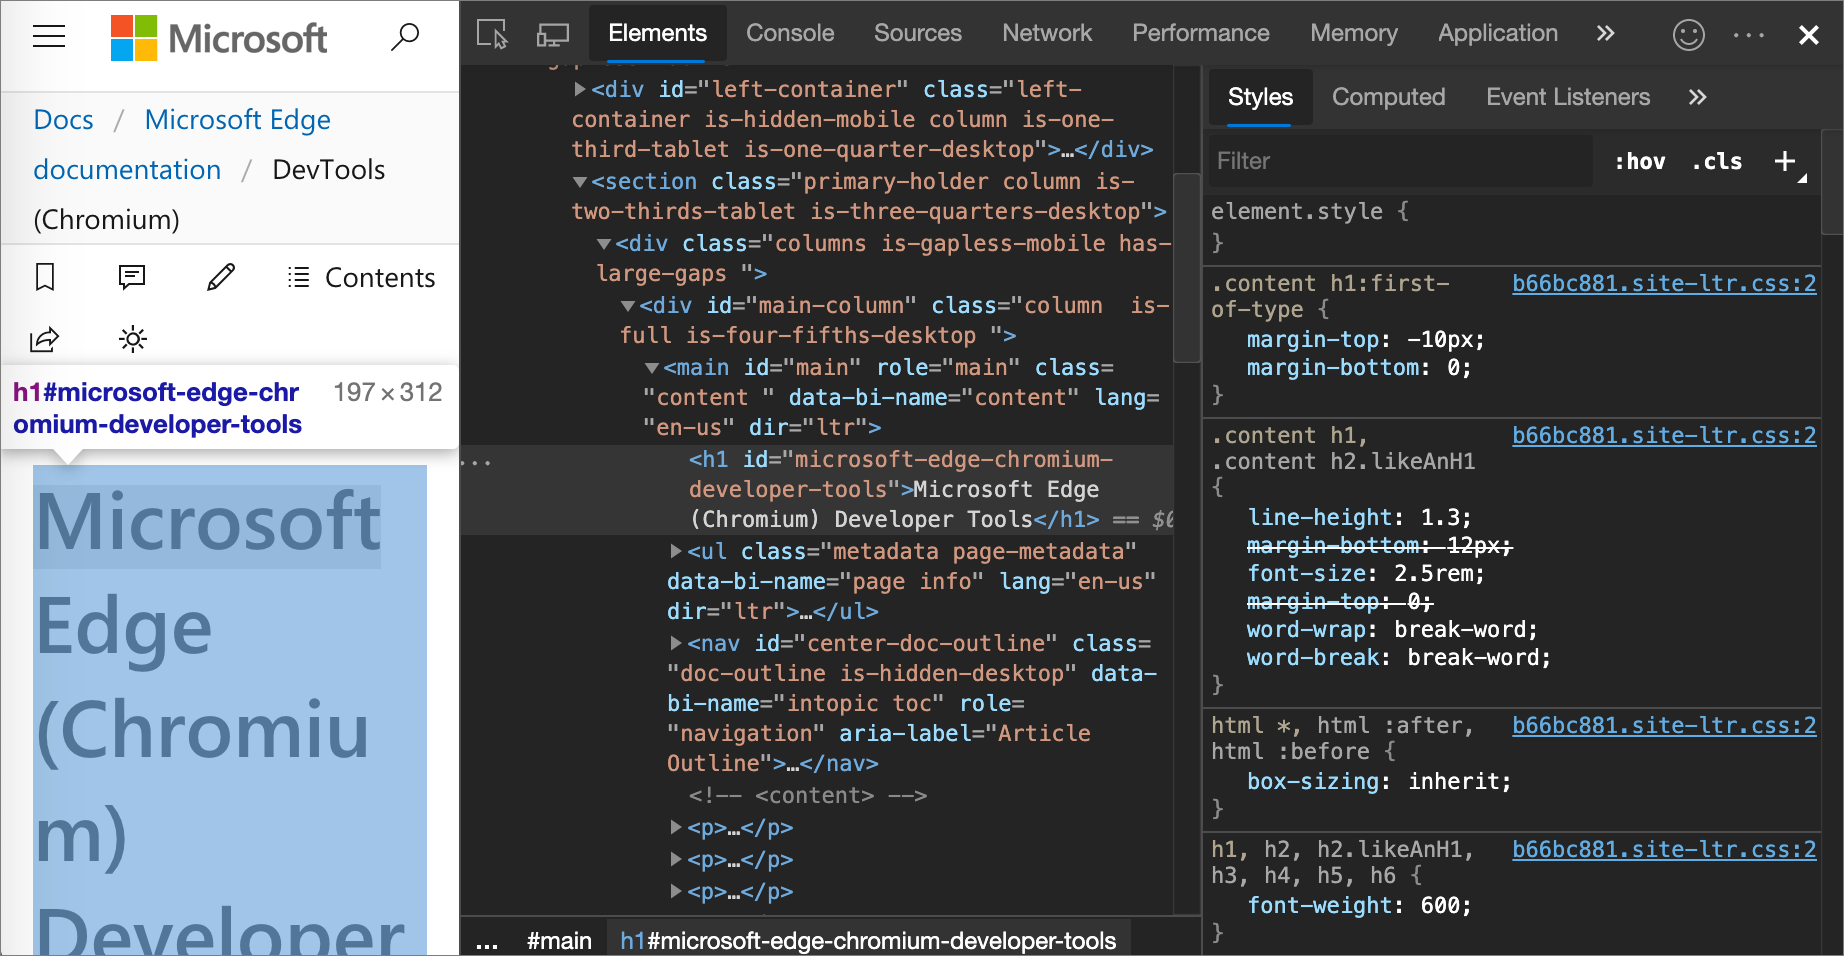 Microsoft
Docs / Microsoft Edge
documentation / DevTools
(Chromium)
Contents
h1#microsoft-edge-chr
omium-developer-tools
197 × 312
Microsoft
Edge
(Chromiu
m)
Developer
Elements Console Sources Network Performance Memory Application »
<div id="left-container" class="left-
container is-hidden-mobile column is-one-
third-tablet is-one-quarter-desktop">…</div>
<section class="primary-holder column is-
two-thirds-tablet is-three-quarters-desktop">
<div class="columns is-gapless-mobile has-
large-gaps ">
<div id="main-column" class="column  is-
full is-four-fifths-desktop ">
<main id="main" role="main" class=
"content " data-bi-name="content" lang=
"en-us" dir="ltr">
<h1 id="microsoft-edge-chromium-
developer-tools">Microsoft Edge
(Chromium) Developer Tools</h1> == $0
<ul class="metadata page-metadata"
data-bi-name="page info" lang="en-us"
dir="ltr">…</ul>
<nav id="center-doc-outline" class=
"doc-outline is-hidden-desktop" data-
bi-name="intopic toc" role=
"navigation" aria-label="Article
Outline">…</nav>
<!-- <content> -->
<p>…</p>
<p>…</p>
<p>…</p>
... #main h1#microsoft-edge-chromium-developer-tools
Styles Computed Event Listeners »
Filter :hov .cls +
element.style {
}
.content h1:first- b66bc881.site-ltr.css:2
of-type {
margin-top: -10px;
margin-bottom: 0;
}
.content h1, b66bc881.site-ltr.css:2
.content h2.likeAnH1
{
line-height: 1.3;
margin-bottom: 12px;
font-size: 2.5rem;
margin-top: 0;
word-wrap: break-word;
word-break: break-word;
}
html *, html :after, b66bc881.site-ltr.css:2
html :before {
box-sizing: inherit;
}
h1, h2, h2.likeAnH1, b66bc881.site-ltr.css:2
h3, h4, h5, h6 {
font-weight: 600;
}